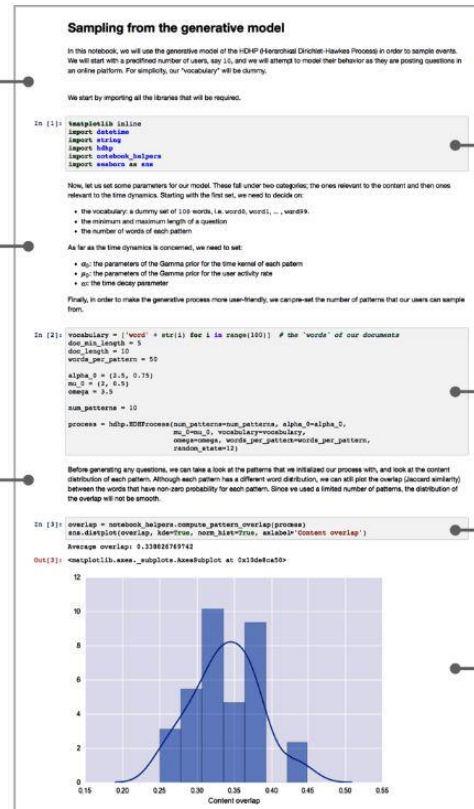 Sampling from the generative model
In this notebook, we will use the generative model of the HDHP (Hierarchical Dirichlet-Hawkes Process) in order to sample events.
We will start with a predifined number of users, say 10, and we will attempt to model their behavior as they are posting questions in
an online platform. For simplicity, our "vocabulary" will be dummy.
We start by importing all the libraries that will be required.
In [1]: %matplotlib inline
import datetime
import string
import hdhp
import notebook_helpers
import seaborn as sns
Now, let us set some parameters for our model. These fall under two categories; the ones relevant to the content and then ones
relevant to the time dynamics. Starting with the first set, we need to decide on:
• the vocabulary: a dummy set of 100 words, i.e. word0, word1, ..., word99.
• the minimum and maximum length of a question
• the number of words of each pattern
As far as the time dynamics is concerned, we need to set:
• α₀: the parameters of the Gamma prior for the time kernel of each pattern
• μ₀: the parameters of the Gamma prior for the user activity rate
• ω: the time decay parameter
Finally, in order to make the generative process more user-friendly, we can pre-set the number of patterns that our users can sample
from.
In [2]: vocabulary = ['word' + str(i) for i in range(100)] # the 'words' of our documents
doc_min_length = 5
doc_length = 10
words_per_pattern = 50
alpha_0 = (2.5, 0.75)
mu_0 = (2, 0.5)
omega = 3.5
num_patterns = 10
process = hdhp.HDHProcess(num_patterns=num_patterns, alpha_0=alpha_0,
mu_0=mu_0, vocabulary=vocabulary,
omega=omega, words_per_pattern=words_per_pattern,
random_state=12)
Before generating any questions, we can take a look at the patterns that we initialized our process with, and look at the content
distribution of each pattern. Although each pattern has a different word distribution, we can still plot the overlap (Jaccard similarity)
between the words that have non-zero probability for each pattern. Since we used a limited number of patterns, the distribution of
the overlap will not be smooth.
In [3]: overlap = notebook_helpers.compute_pattern_overlap(process)
sns.distplot(overlap, kde=True, norm_hist=True, axlabel='Content overlap')
Average overlap: 0.338026769742
Out[3]: <matplotlib.axes._subplots.AxesSubplot at 0x10de8ca50>
12
10
8
6
4
2
0
0.15 0.20 0.25 0.30 0.35 0.40 0.45 0.50 0.55
Content overlap